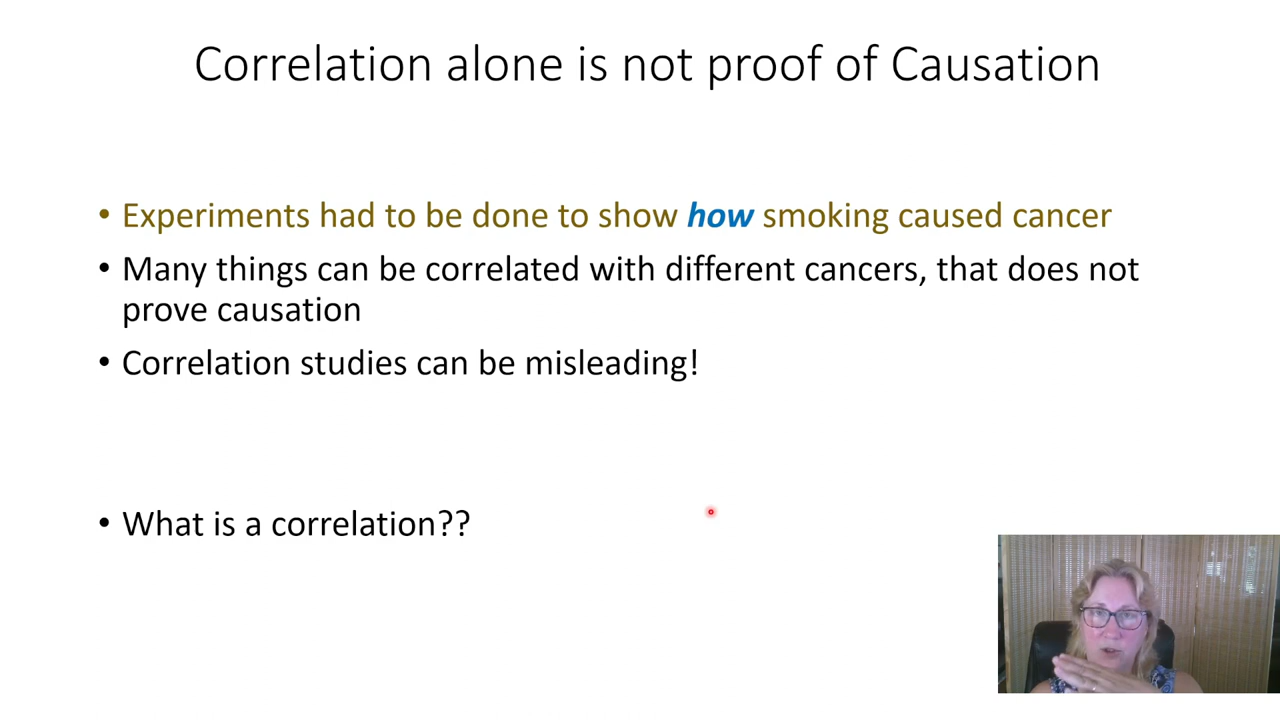 Correlation alone is not proof of Causation
• Experiments had to be done to show how smoking caused cancer
• Many things can be correlated with different cancers, that does not
prove causation
• Correlation studies can be misleading!
• What is a correlation??